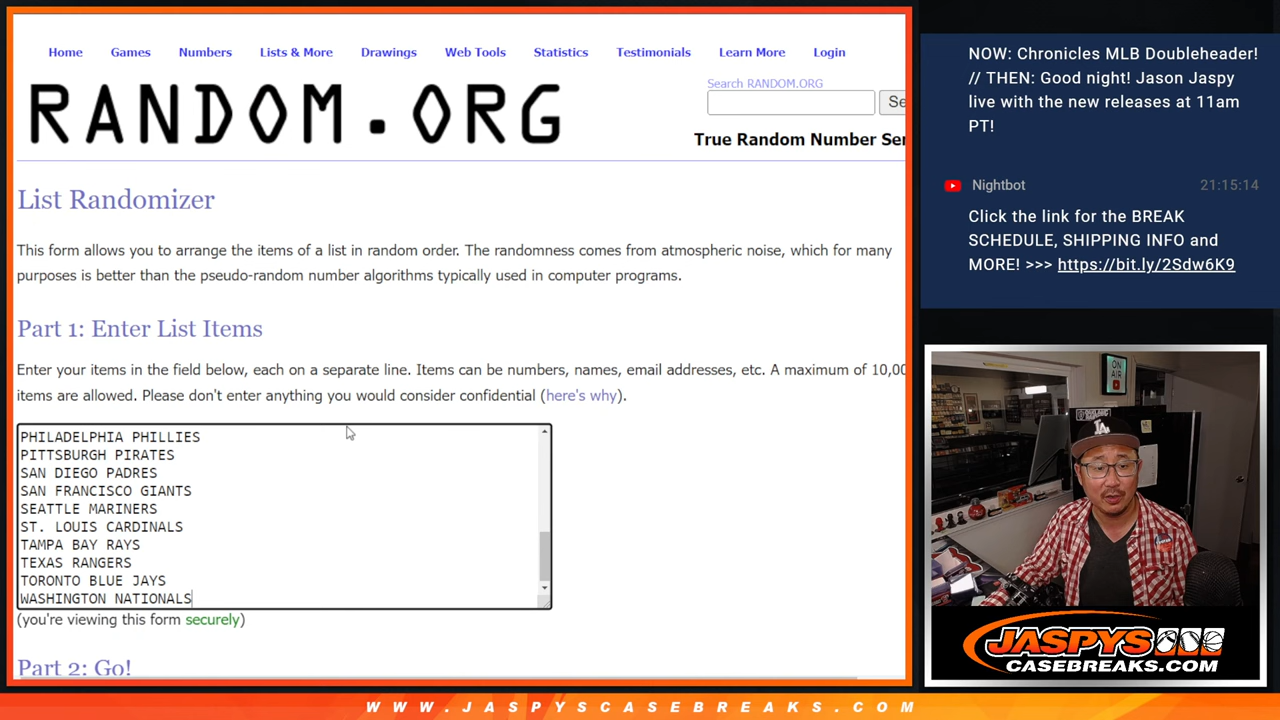 Home Games Numbers Lists & More Drawings Web Tools Statistics Testimonials Learn More Login
RANDOM.ORG
Search RANDOM.ORG
Se
True Random Number Ser
List Randomizer
This form allows you to arrange the items of a list in random order. The randomness comes from atmospheric noise, which for many
purposes is better than the pseudo-random number algorithms typically used in computer programs.
Part 1: Enter List Items
Enter your items in the field below, each on a separate line. Items can be numbers, names, email addresses, etc. A maximum of 10,00
items are allowed. Please don't enter anything you would consider confidential (here's why).
PHILADELPHIA PHILLIES
PITTSBURGH PIRATES
SAN DIEGO PADRES
SAN FRANCISCO GIANTS
SEATTLE MARINERS
ST. LOUIS CARDINALS
TAMPA BAY RAYS
TEXAS RANGERS
TORONTO BLUE JAYS
WASHINGTON NATIONALS
(you're viewing this form securely)
Part 2: Go!
NOW: Chronicles MLB Doubleheader!
// THEN: Good night! Jason Jaspy
live with the new releases at 11am
PT!
Nightbot 21:15:14
Click the link for the BREAK
SCHEDULE, SHIPPING INFO and
MORE! >>> https://bit.ly/2Sdw6K9
ON
AIR
LA
JASPYS
CASEBREAKS.COM
WWW.JASPYSCASEBREAKS.COM